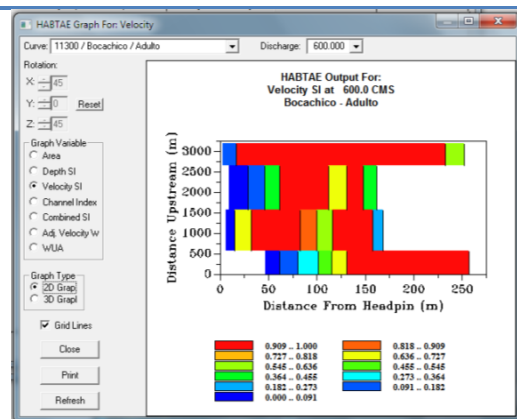 HABTAE Graph For: Velocity
Curve: 11300 / Bocachico / Adulto
Discharge: 600.000
Rotation:
X: 45
Y: 0 Reset
Z: 45
Graph Variable
Area
Depth SI
Velocity SI
Channel Index
Combined SI
Adj. Velocity W
WUA
Graph Type
2D Grap
3D Grapl
Grid Lines
Close
Print
Refresh
HABTAE Output For:
Velocity SI at 600.0 CMS
Bocachico - Adulto
Distance Upstream (m)
3000
2500
2000
1500
1000
500
0
0 50 100 150 200 250
Distance From Headpin (m)
0.909 .. 1.000 0.818 .. 0.909
0.727 .. 0.818 0.636 .. 0.727
0.545 .. 0.636 0.455 .. 0.545
0.364 .. 0.455 0.273 .. 0.364
0.182 .. 0.273 0.091 .. 0.182
0.000 .. 0.091